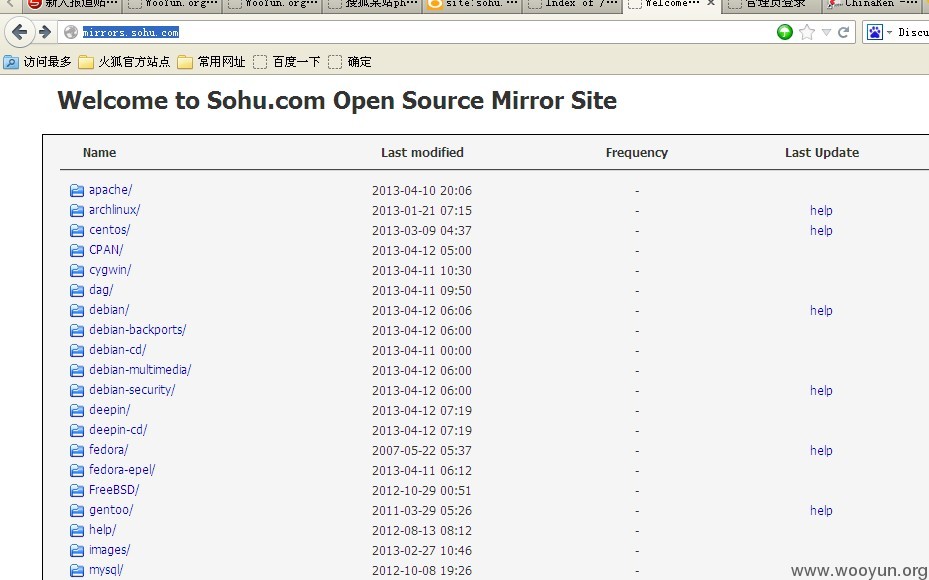 新人报道贴… WooYun.org… WooYun.org… 搜狐某站ph… site:sohu.… Index of /… Welcome… × 管理员登录 ChinaRen -…
mirrors.sohu.com Discu
访问最多 火狐官方站点 常用网址 百度一下 确定
Welcome to Sohu.com Open Source Mirror Site
Name Last modified Frequency Last Update
apache/ 2013-04-10 20:06 -
archlinux/ 2013-01-21 07:15 - help
centos/ 2013-03-09 04:37 - help
CPAN/ 2013-04-12 05:00 -
cygwin/ 2013-04-11 10:30 -
dag/ 2013-04-11 09:50 -
debian/ 2013-04-12 06:06 - help
debian-backports/ 2013-04-12 06:00 -
debian-cd/ 2013-04-11 00:00 -
debian-multimedia/ 2013-04-12 06:00 -
debian-security/ 2013-04-12 06:00 - help
deepin/ 2013-04-12 07:19 -
deepin-cd/ 2013-04-12 07:19 -
fedora/ 2007-05-22 05:37 - help
fedora-epel/ 2013-04-11 06:12 -
FreeBSD/ 2012-10-29 00:51 -
gentoo/ 2011-03-29 05:26 - help
help/ 2012-08-13 08:12 -
images/ 2013-02-27 10:46 -
mysql/ 2012-10-08 19:26 -
www.wooyun.org